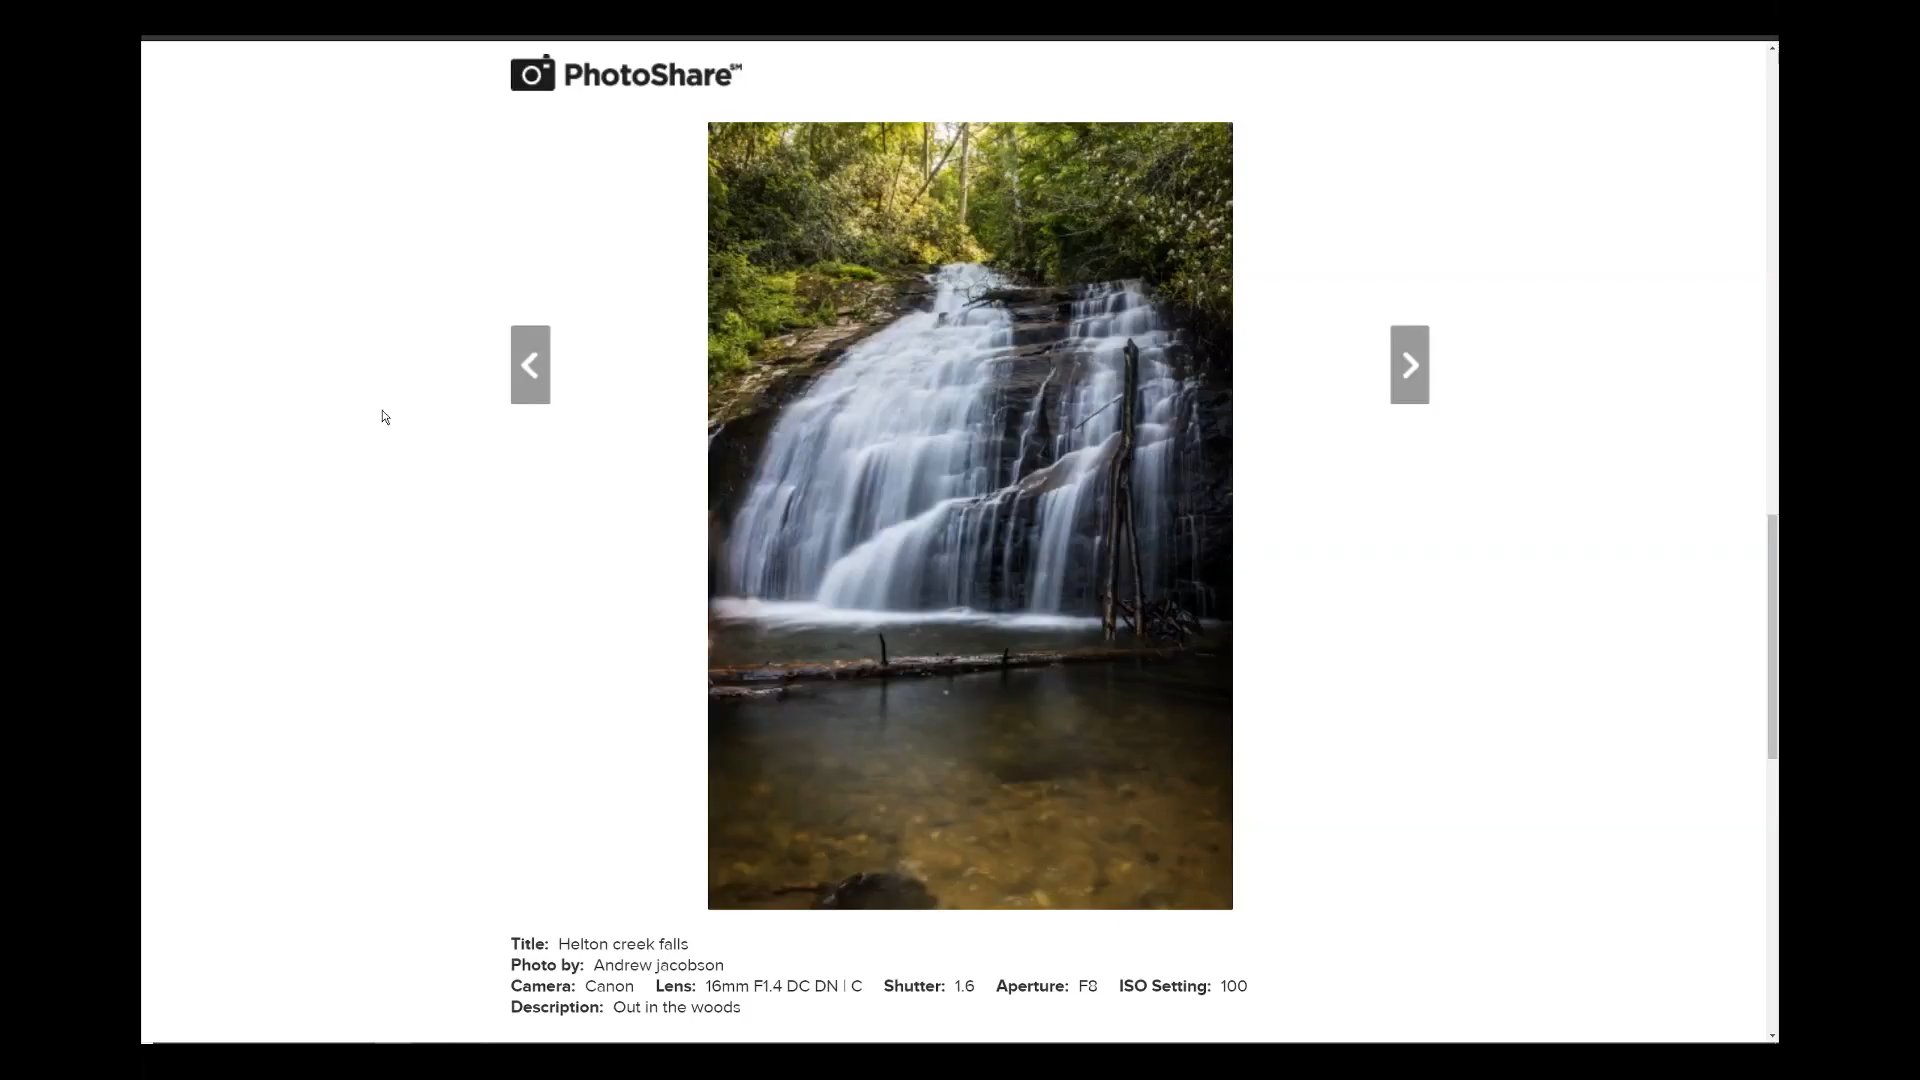 PhotoShare℠
Title: Helton creek falls
Photo by: Andrew jacobson
Camera: Canon Lens: 16mm F1.4 DC DN | C Shutter: 1.6 Aperture: F8 ISO Setting: 100
Description: Out in the woods